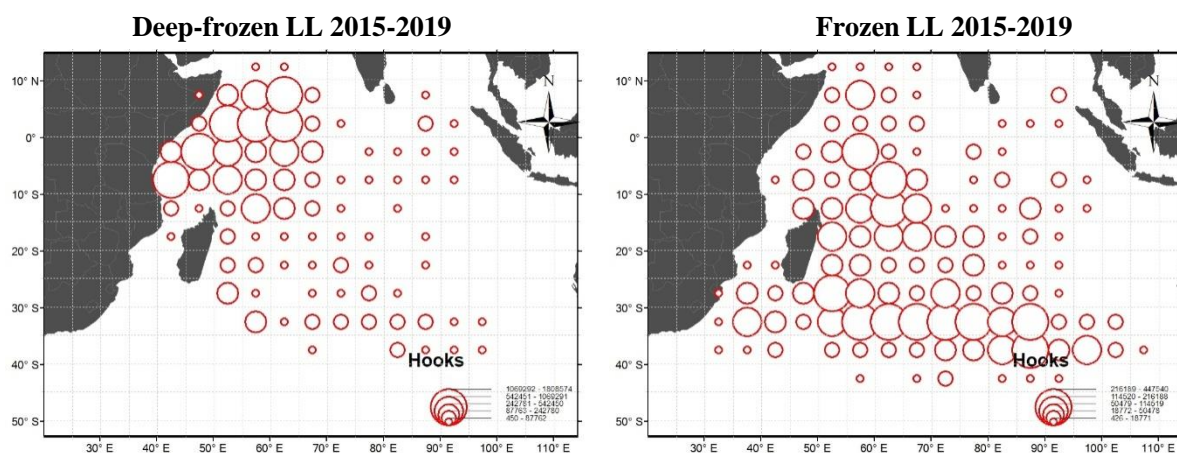 Deep-frozen LL 2015-2019
10° N
0°
10° S
20° S
30° S
40° S
50° S
N
Hooks
1069292 - 1808574
542451 - 1069291
242781 - 542450
87763 - 242780
450 - 87762
30° E 40° E 50° E 60° E 70° E 80° E 90° E 100° E 110° E
Frozen LL 2015-2019
10° N
0°
10° S
20° S
30° S
40° S
50° S
N
Hooks
216189 - 447540
114520 - 216188
50479 - 114519
18772 - 50478
426 - 18771
30° E 40° E 50° E 60° E 70° E 80° E 90° E 100° E 110° E